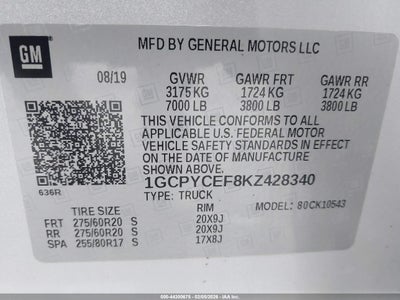 GM
MFD BY GENERAL MOTORS LLC
08/19 GVWR GAWR FRT GAWR RR
3175 KG 1724 KG 1724 KG
7000 LB 3800 LB 3800 LB
THIS VEHICLE CONFORMS TO ALL APPLICABLE
U.S. FEDERAL MOTOR
VEHICLE SAFETY STANDARDS IN EFFECT
ON THE DATE OF MANUFACTURE
SHOWN ABOVE.
1GCPYCEF8KZ428340
636R TYPE: TRUCK MODEL: 80CK10543
TIRE SIZE RIM
FRT 275/60R20 S 20X9J
RR 275/60R20 S 20X9J
SPA 255/80R17 S 17X8J